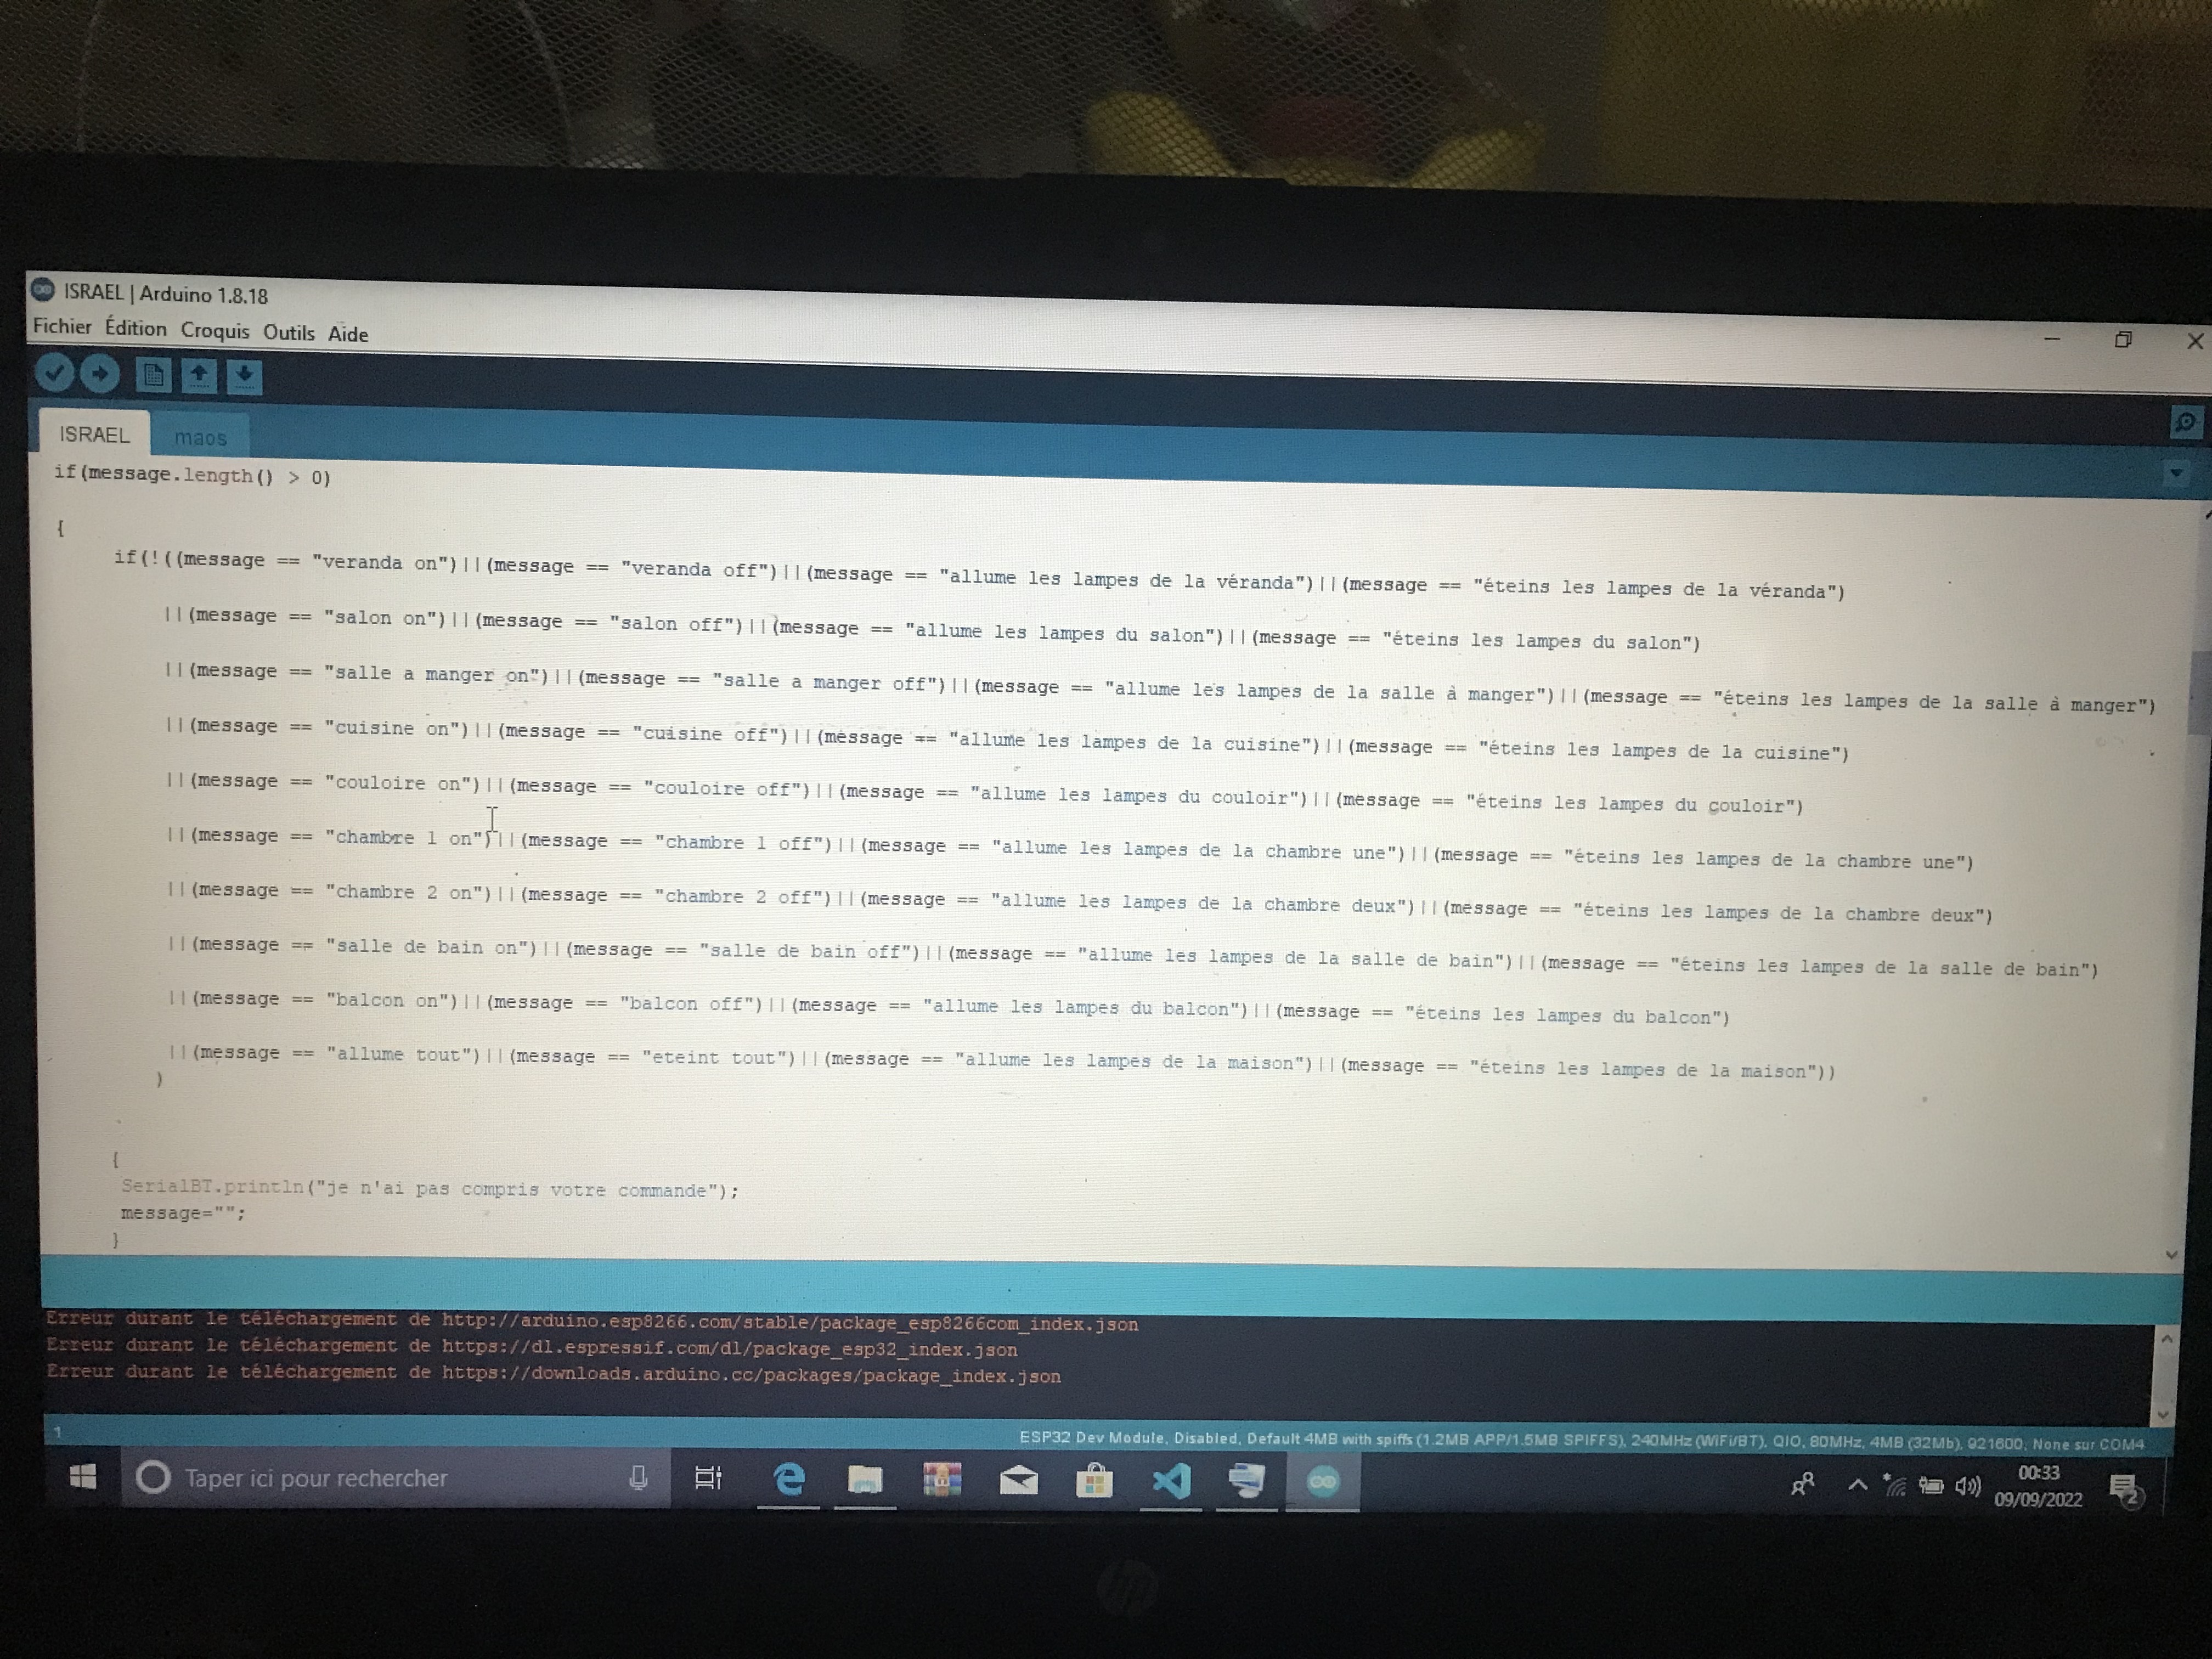 ISRAEL | Arduino 1.8.18
Fichier Édition Croquis Outils Aide
ISRAEL maos
if(message.length() > 0)
{
if(!((message == "veranda on")||(message == "veranda off")||(message == "allume les lampes de la véranda")||(message == "éteins les lampes de la véranda")
||(message == "salon on")||(message == "salon off")||(message == "allume les lampes du salon")||(message == "éteins les lampes du salon")
||(message == "salle a manger on")||(message == "salle a manger off")||(message == "allume les lampes de la salle à manger")||(message == "éteins les lampes de la salle à manger")
||(message == "cuisine on")||(message == "cuisine off")||(message == "allume les lampes de la cuisine")||(message == "éteins les lampes de la cuisine")
||(message == "couloire on")||(message == "couloire off")||(message == "allume les lampes du couloir")||(message == "éteins les lampes du couloir")
||(message == "chambre 1 on")||(message == "chambre 1 off")||(message == "allume les lampes de la chambre une")||(message == "éteins les lampes de la chambre une")
||(message == "chambre 2 on")||(message == "chambre 2 off")||(message == "allume les lampes de la chambre deux")||(message == "éteins les lampes de la chambre deux")
||(message == "salle de bain on")||(message == "salle de bain off")||(message == "allume les lampes de la salle de bain")||(message == "éteins les lampes de la salle de bain")
||(message == "balcon on")||(message == "balcon off")||(message == "allume les lampes du balcon")||(message == "éteins les lampes du balcon")
||(message == "allume tout")||(message == "eteint tout")||(message == "allume les lampes de la maison")||(message == "éteins les lampes de la maison"))
)
{
SerialBT.println("je n'ai pas compris votre commande");
message="";
}
Erreur durant le téléchargement de http://arduino.esp8266.com/stable/package_esp8266com_index.json
Erreur durant le téléchargement de https://dl.espressif.com/dl/package_esp32_index.json
Erreur durant le téléchargement de https://downloads.arduino.cc/packages/package_index.json
1 ESP32 Dev Module, Disabled, Default 4MB with spiffs (1.2MB APP/1.5MB SPIFFS), 240MHz (WiFi/BT), QIO, 80MHz, 4MB (32Mb), 921600, None sur COM4
Taper ici pour rechercher
00:33
09/09/2022
2
hp